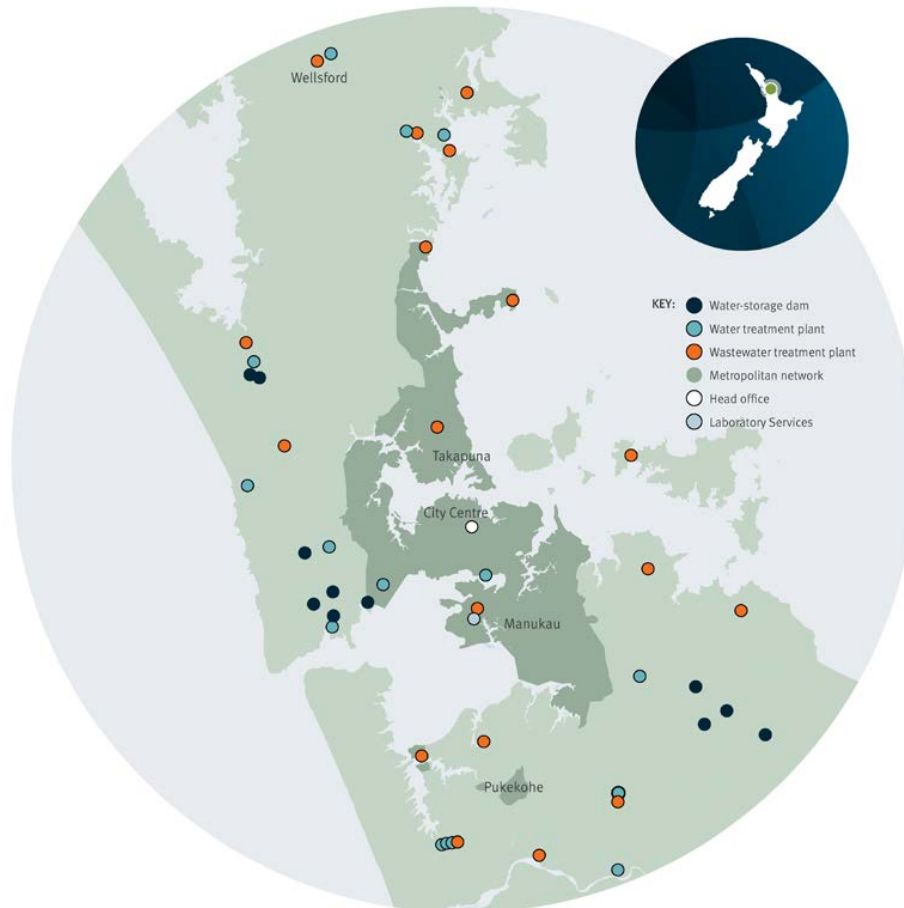 Wellsford
KEY:
Water-storage dam
Water treatment plant
Wastewater treatment plant
Metropolitan network
Head office
Laboratory Services
Takapuna
City Centre
Manukau
Pukekohe